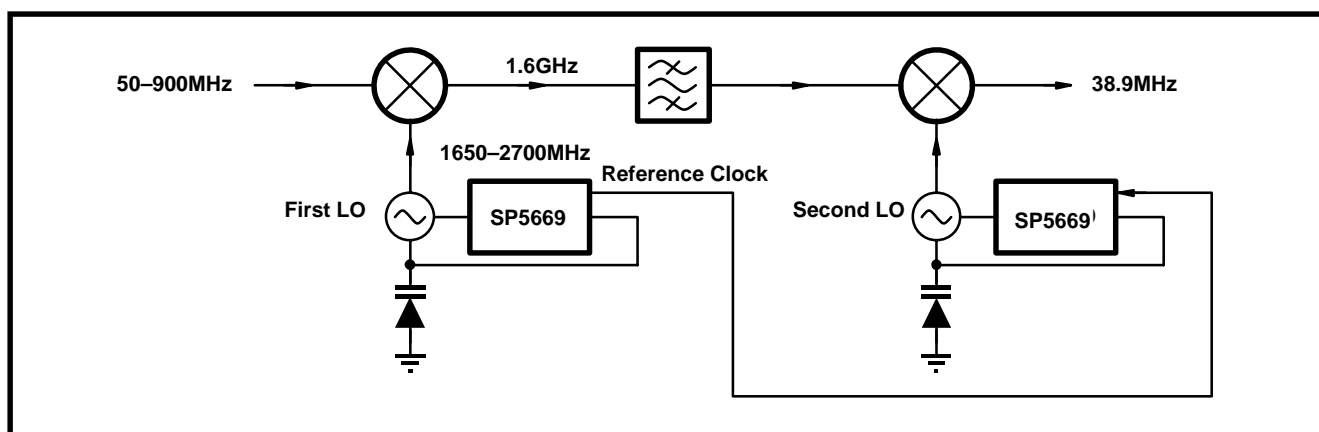 50–900MHz
1.6GHz
38.9MHz
1650–2700MHz
Reference Clock
First LO
SP5669
Second LO
SP5669)